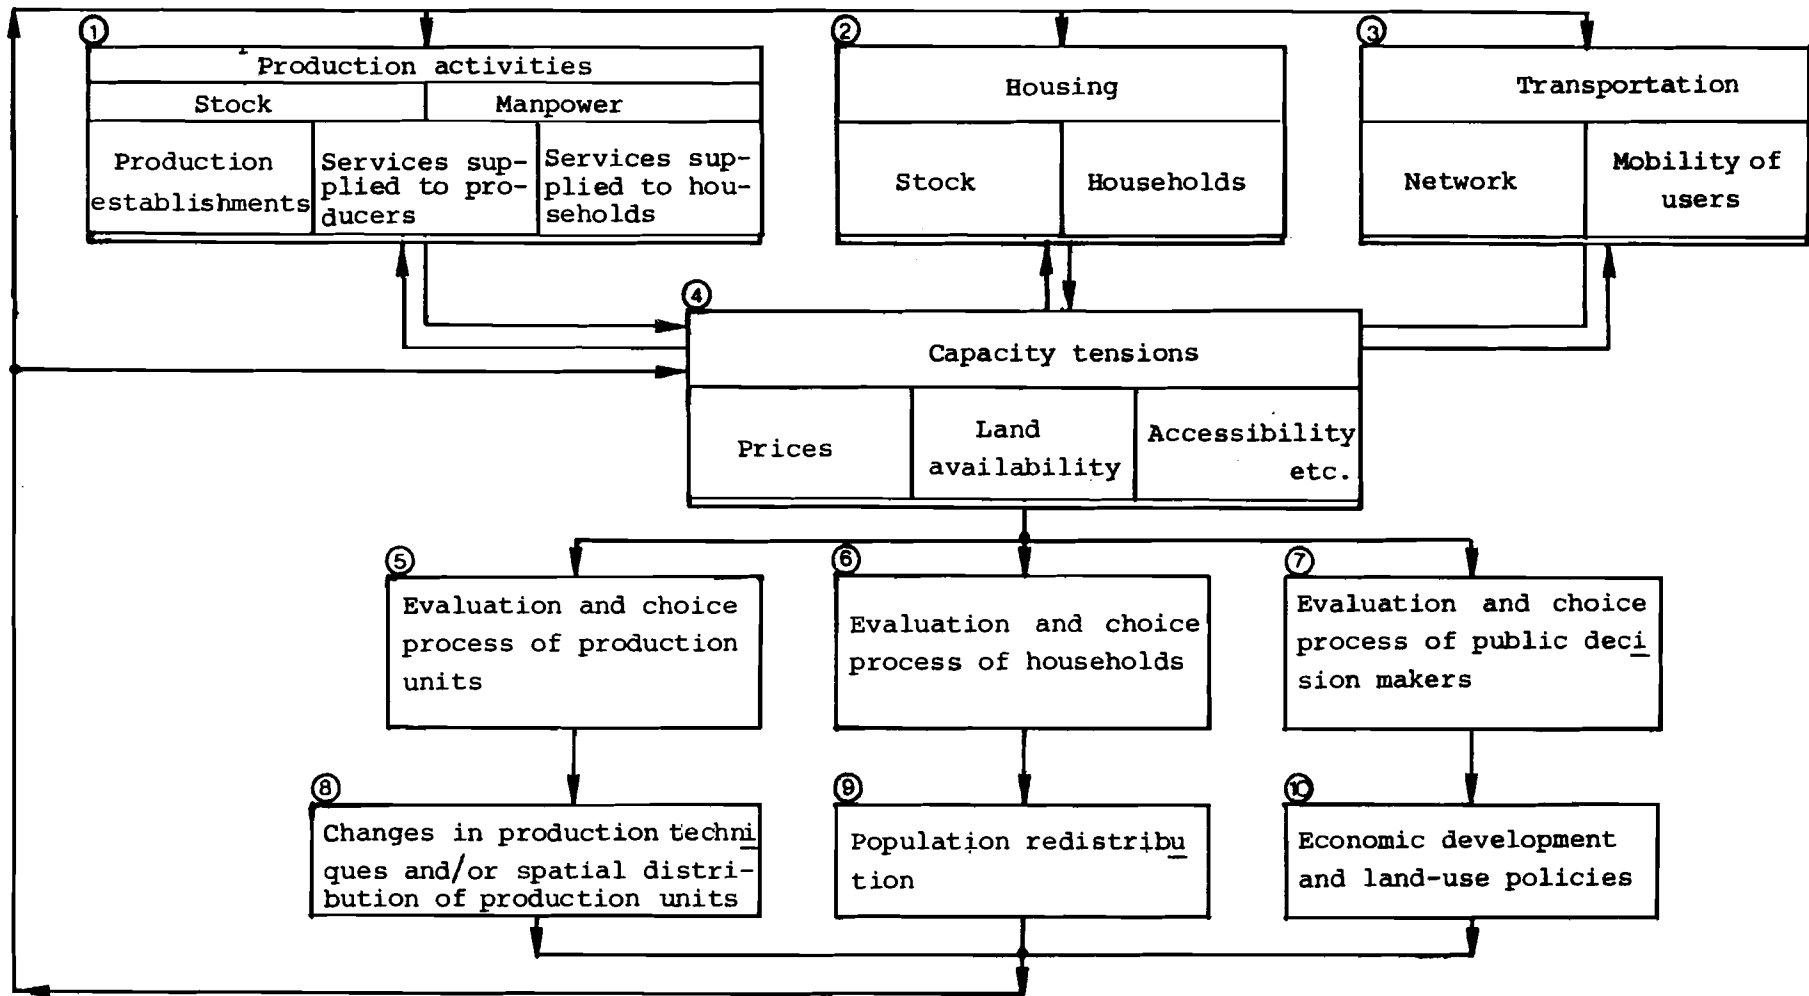 ①
Production activities
Stock
Manpower
Production
establishments
Services sup-
plied to pro-
ducers
Services sup-
plied to hou-
seholds
②
Housing
Stock
Households
③
Transportation
Network
Mobility of
users
④
Capacity tensions
Prices
Land
availability
Accessibility
etc.
⑤
Evaluation and choice
process of production
units
⑥
Evaluation and choice
process of households
⑦
Evaluation and choice
process of public deci
sion makers
⑧
Changes in production techni
ques and/or spatial distri-
bution of production units
⑨
Population redistribu
tion
⑩
Economic development
and land-use policies